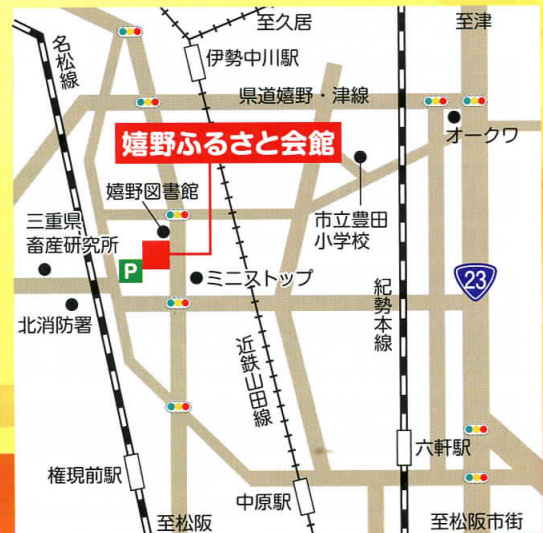 至久居
至津
名松線
伊勢中川駅
県道嬉野・津線
オークワ
嬉野ふるさと会館
嬉野図書館
市立豊田
小学校
三重県
畜産研究所
P
ミニストップ
北消防署
紀勢本線
23
近鉄山田線
権現前駅
六軒駅
中原駅
至松阪
至松阪市街